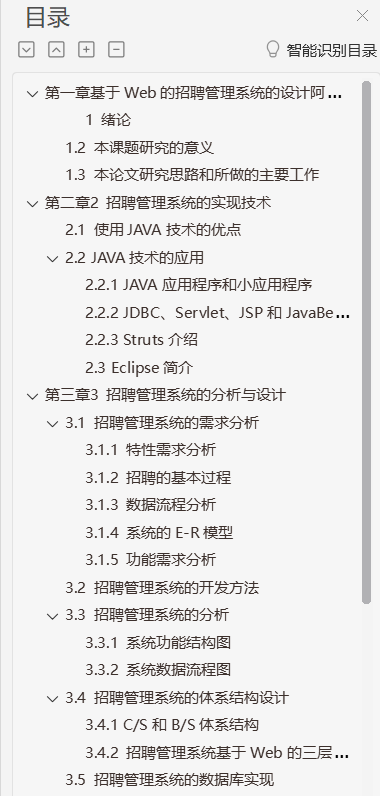 目录
智能识别目录
第一章基于 Web 的招聘管理系统的设计阿...
1 绪论
1.2 本课题研究的意义
1.3 本论文研究思路和所做的主要工作
第二章2 招聘管理系统的实现技术
2.1 使用 JAVA 技术的优点
2.2 JAVA 技术的应用
2.2.1 JAVA 应用程序和小应用程序
2.2.2 JDBC、Servlet、JSP 和 JavaBe...
2.2.3 Struts 介绍
2.3 Eclipse 简介
第三章3 招聘管理系统的分析与设计
3.1 招聘管理系统的需求分析
3.1.1 特性需求分析
3.1.2 招聘的基本过程
3.1.3 数据流程分析
3.1.4 系统的 E-R 模型
3.1.5 功能需求分析
3.2 招聘管理系统的开发方法
3.3 招聘管理系统的分析
3.3.1 系统功能结构图
3.3.2 系统数据流程图
3.4 招聘管理系统的体系结构设计
3.4.1 C/S 和 B/S 体系结构
3.4.2 招聘管理系统基于 Web 的三层...
3.5 招聘管理系统的数据库实现